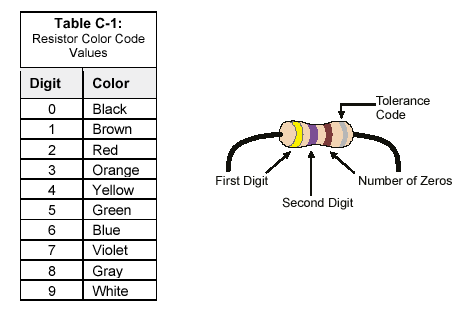 Table C-1:
Resistor Color Code
Values
Digit Color
0 Black
1 Brown
2 Red
3 Orange
4 Yellow
5 Green
6 Blue
7 Violet
8 Gray
9 White
Tolerance
Code
First Digit
Number of Zeros
Second Digit